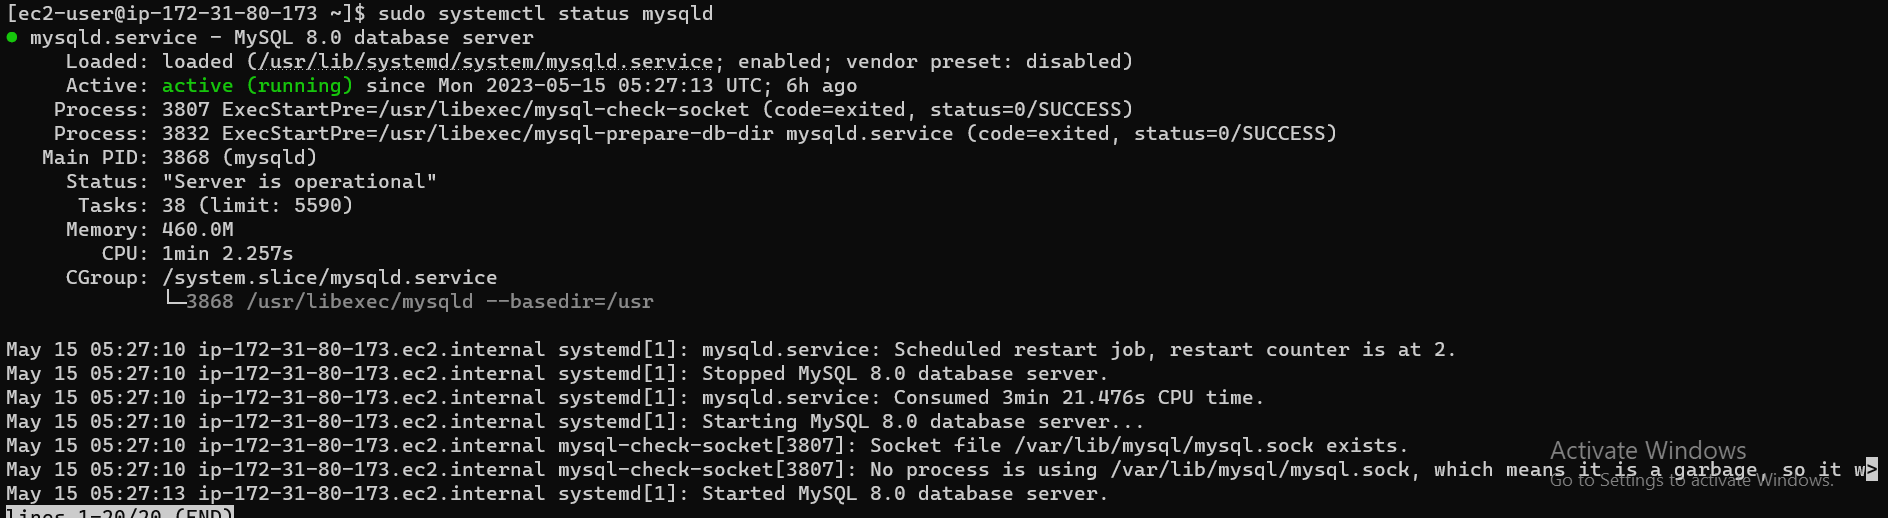 [ec2-user@ip-172-31-80-173 ~]$ sudo systemctl status mysqld
● mysqld.service - MySQL 8.0 database server
Loaded: loaded (/usr/lib/systemd/system/mysqld.service; enabled; vendor preset: disabled)
Active: active (running) since Mon 2023-05-15 05:27:13 UTC; 6h ago
Process: 3807 ExecStartPre=/usr/libexec/mysql-check-socket (code=exited, status=0/SUCCESS)
Process: 3832 ExecStartPre=/usr/libexec/mysql-prepare-db-dir mysqld.service (code=exited, status=0/SUCCESS)
Main PID: 3868 (mysqld)
Status: "Server is operational"
Tasks: 38 (limit: 5590)
Memory: 460.0M
CPU: 1min 2.257s
CGroup: /system.slice/mysqld.service
└─3868 /usr/libexec/mysqld --basedir=/usr
May 15 05:27:10 ip-172-31-80-173.ec2.internal systemd[1]: mysqld.service: Scheduled restart job, restart counter is at 2.
May 15 05:27:10 ip-172-31-80-173.ec2.internal systemd[1]: Stopped MySQL 8.0 database server.
May 15 05:27:10 ip-172-31-80-173.ec2.internal systemd[1]: mysqld.service: Consumed 3min 21.476s CPU time.
May 15 05:27:10 ip-172-31-80-173.ec2.internal systemd[1]: Starting MySQL 8.0 database server...
May 15 05:27:10 ip-172-31-80-173.ec2.internal mysql-check-socket[3807]: Socket file /var/lib/mysql/mysql.sock exists.
May 15 05:27:10 ip-172-31-80-173.ec2.internal mysql-check-socket[3807]: No process is using /var/lib/mysql/mysql.sock, which means it is a garbage, so it w>
May 15 05:27:13 ip-172-31-80-173.ec2.internal systemd[1]: Started MySQL 8.0 database server.
lines 1-20/20 (END)
Activate Windows
Go to Settings to activate Windows.